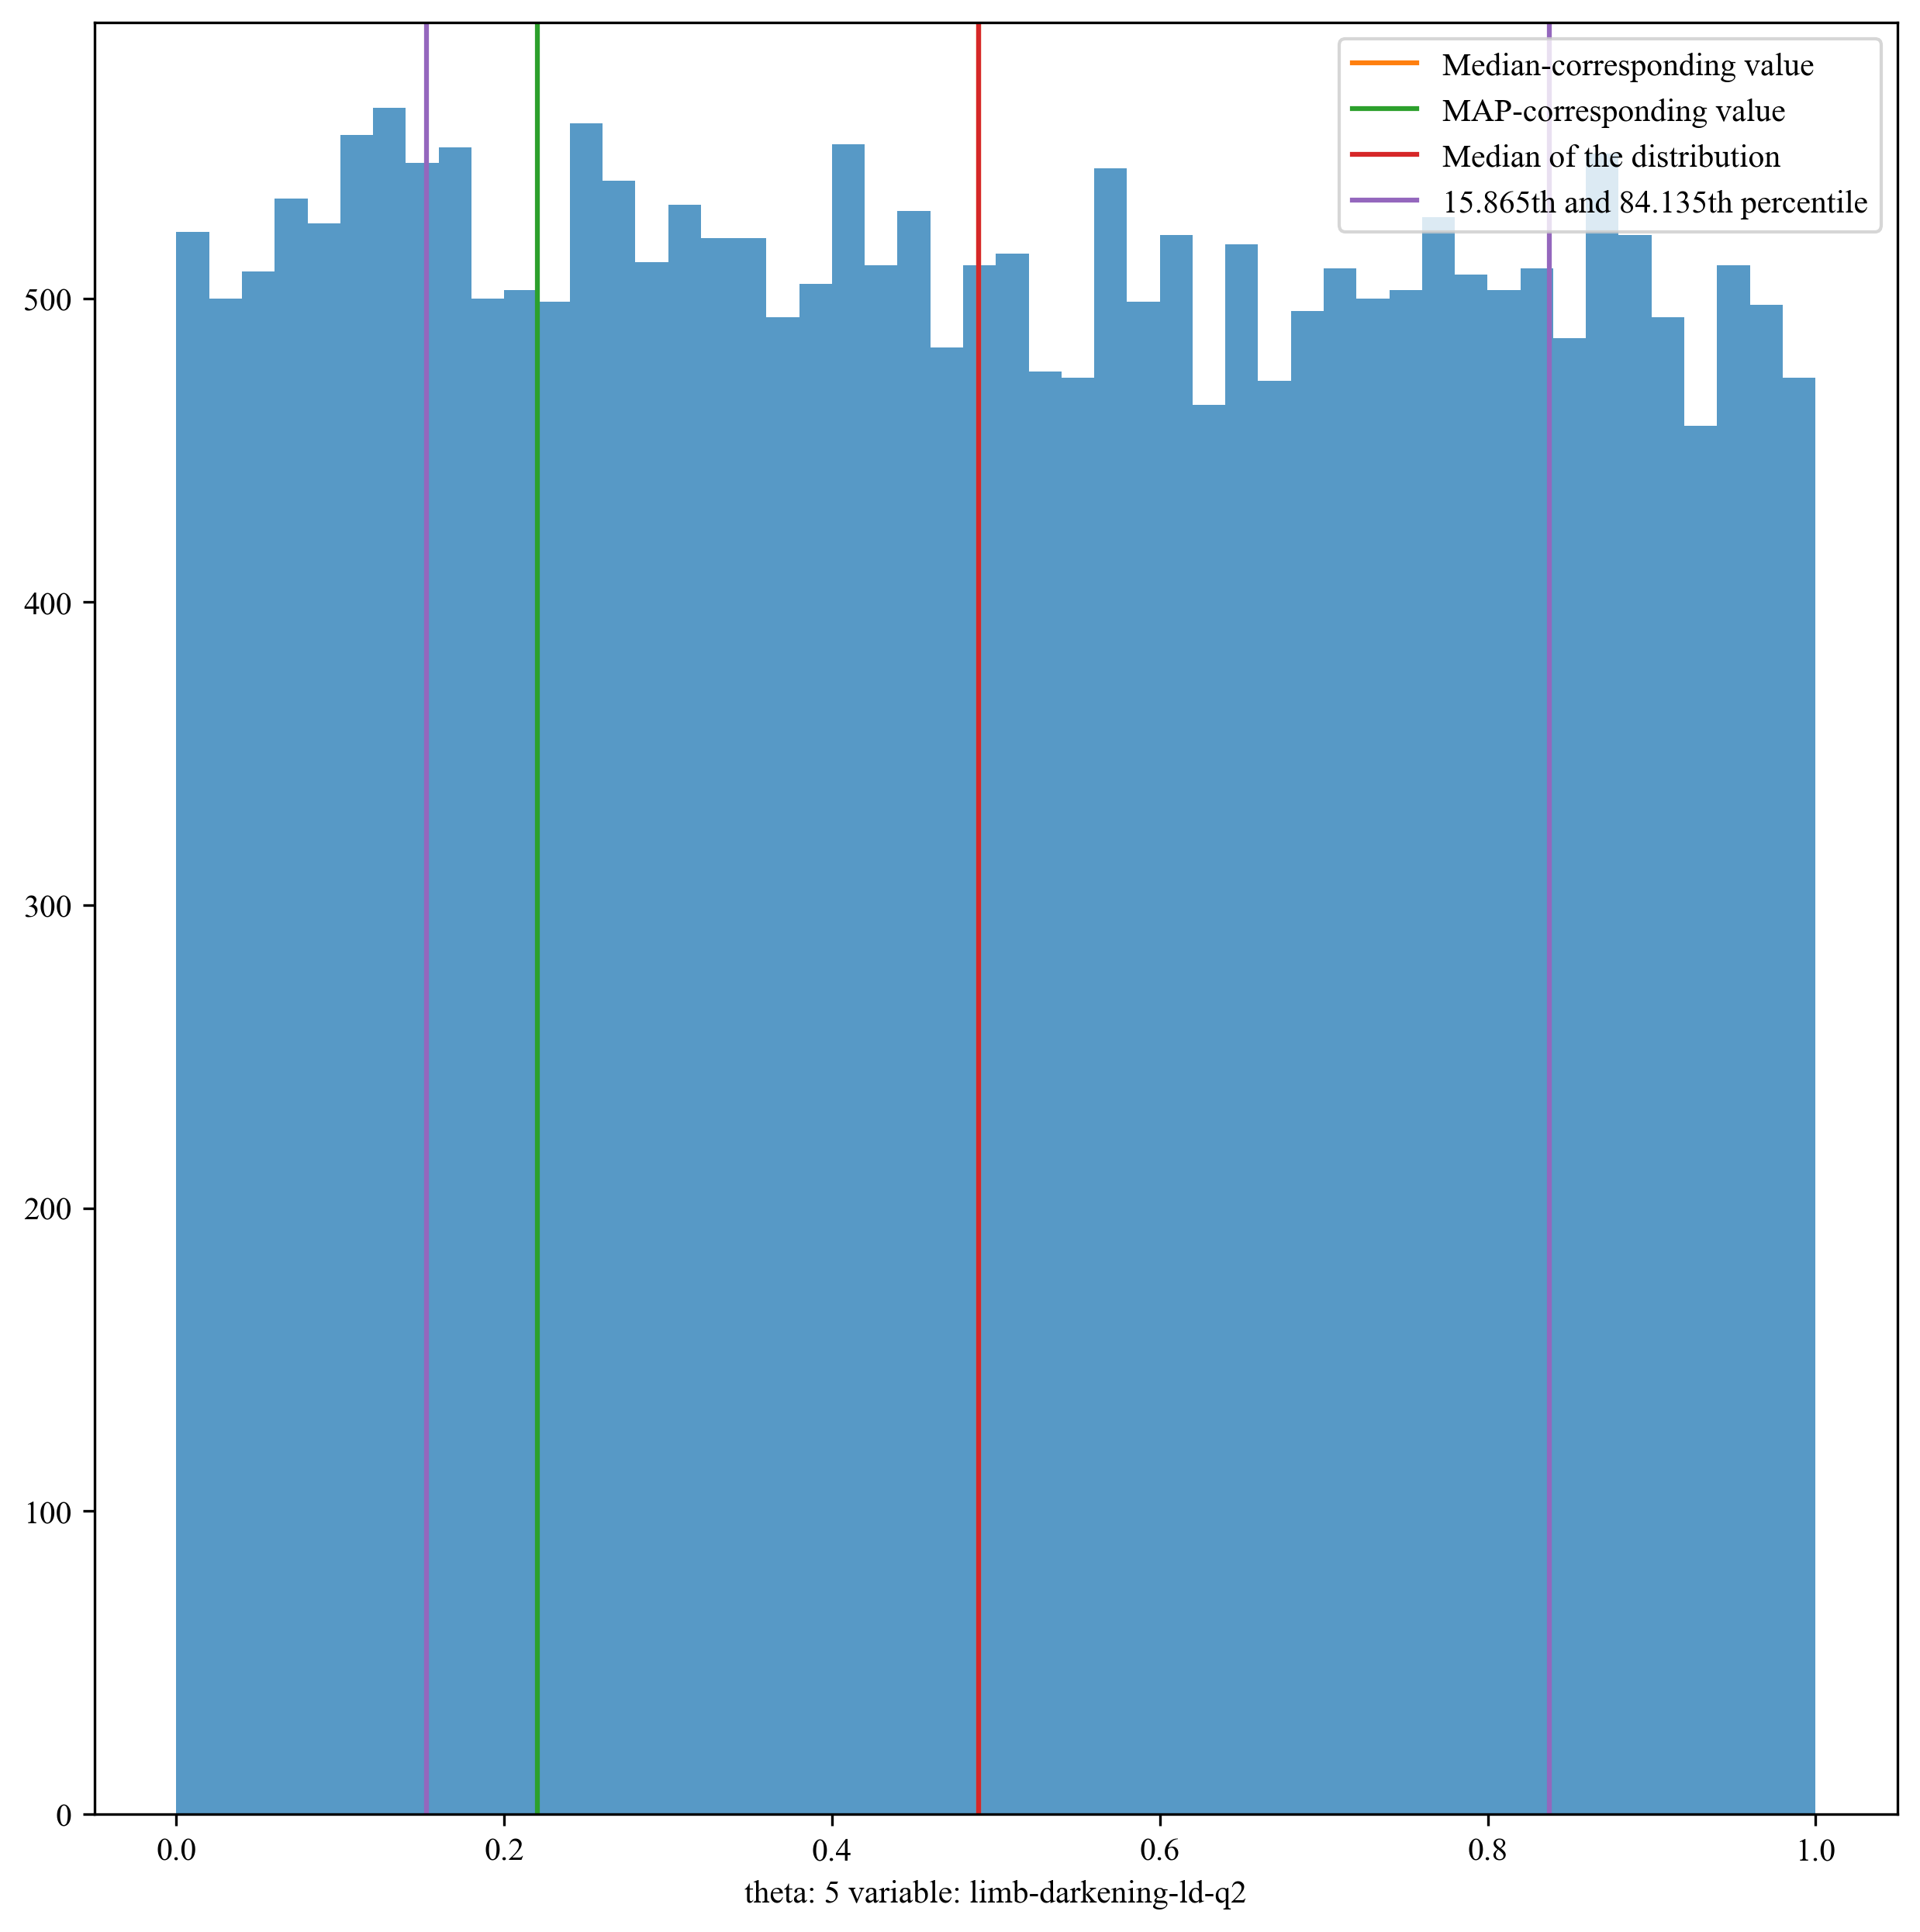 Median-corresponding value
MAP-corresponding value
Median of the distribution
15.865th and 84.135th percentile
500
400
300
200
100
0
0.0 0.2 0.4 0.6 0.8 1.0
theta: 5 variable: limb-darkening-ld-q2